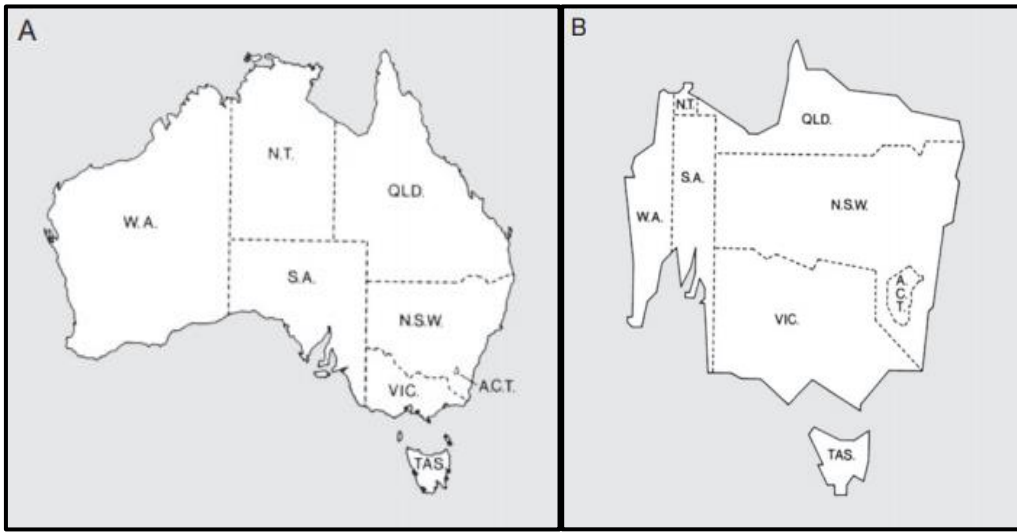 A
N.T.
QLD.
W.A.
S.A.
N.S.W.
VIC.
A.C.T.
TAS.
B
QLD.
N.T.
S.A.
W.A.
N.S.W.
A.
C.
T.
VIC.
TAS.